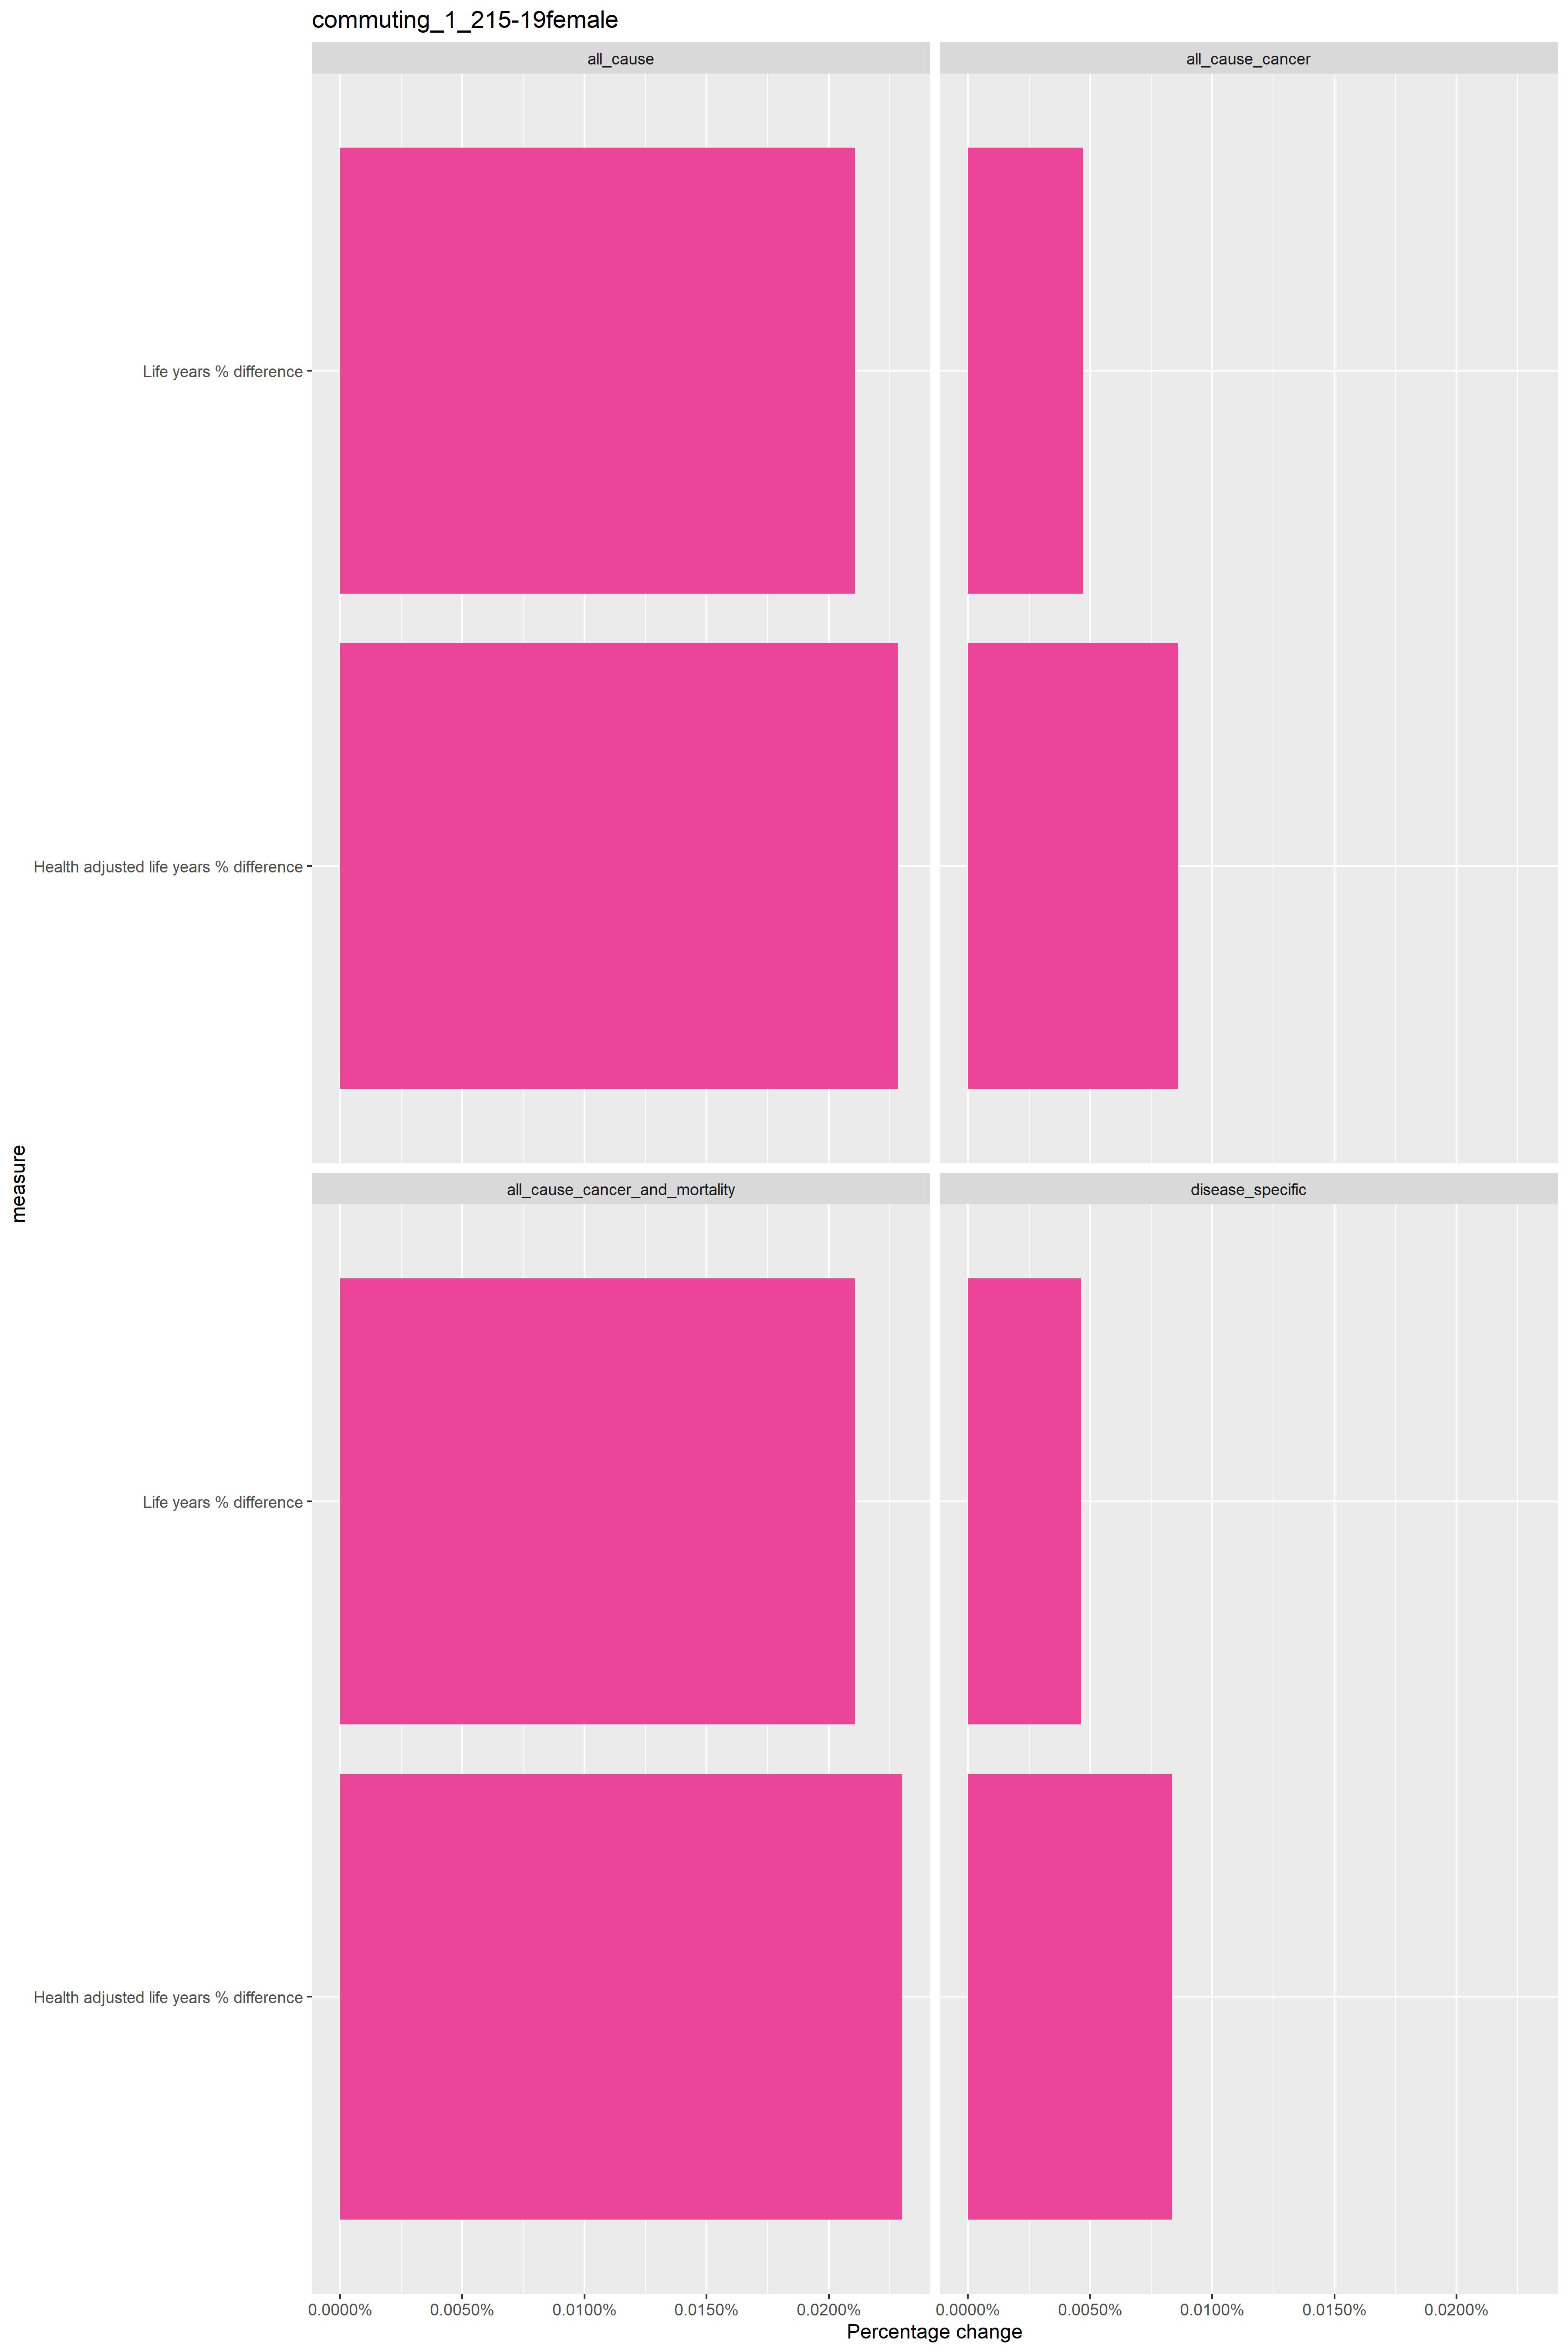 commuting_1_215-19female
all_cause
all_cause_cancer
Life years % difference
Health adjusted life years % difference
measure
all_cause_cancer_and_mortality
disease_specific
Life years % difference
Health adjusted life years % difference
0.0000% 0.0050% 0.0100% 0.0150% 0.0200% 0.0000% 0.0050% 0.0100% 0.0150% 0.0200%
Percentage change